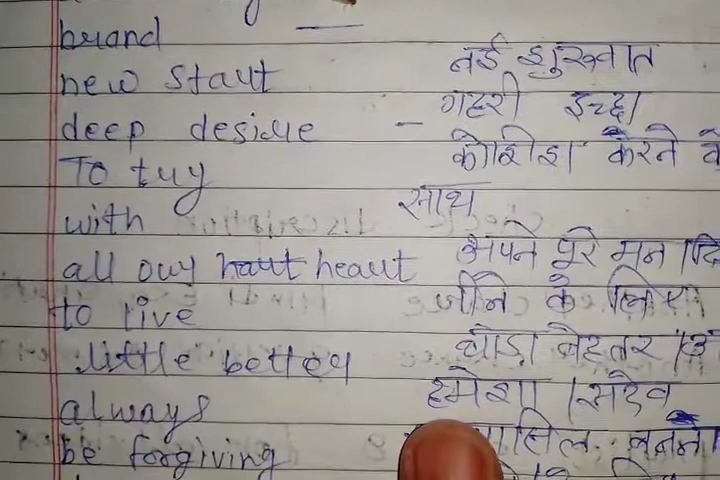 brand
new start नई शुरुवात
deep desire - गहरी इच्छा
To try कोशिश करने के
with साथ
all our heart अपने पूरे मन
to live जीने के लिए
little better थोडा बेहतर
always हमेशा / सदैव
be forgiving बनना